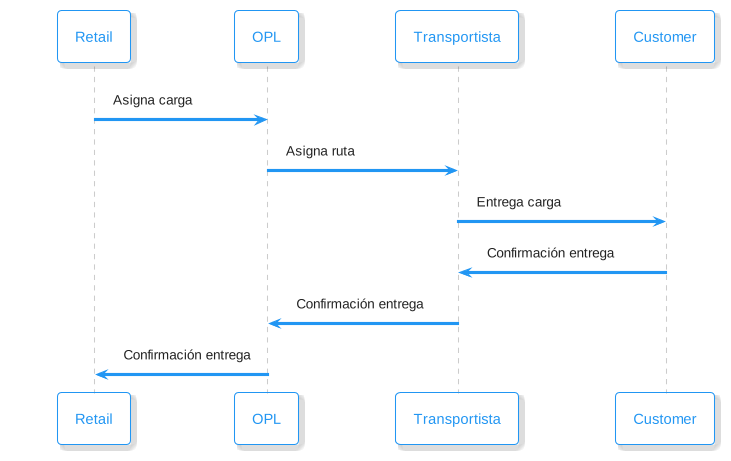 Retail
OPL
Transportista
Customer
Asigna carga
Asigna ruta
Entrega carga
Confirmación entrega
Confirmación entrega
Confirmación entrega
Retail
OPL
Transportista
Customer